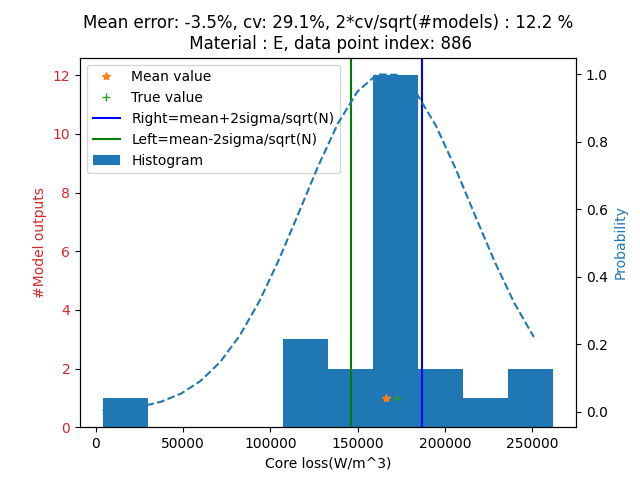 Mean error: -3.5%, cv: 29.1%, 2*cv/sqrt(#models) : 12.2 %
Material : E, data point index: 886
Mean value
True value
Right=mean+2sigma/sqrt(N)
Left=mean-2sigma/sqrt(N)
Histogram
#Model outputs
12
10
8
6
4
2
0
1.0
0.8
0.6
0.4
0.2
0.0
Probability
0 50000 100000 150000 200000 250000
Core loss(W/m^3)